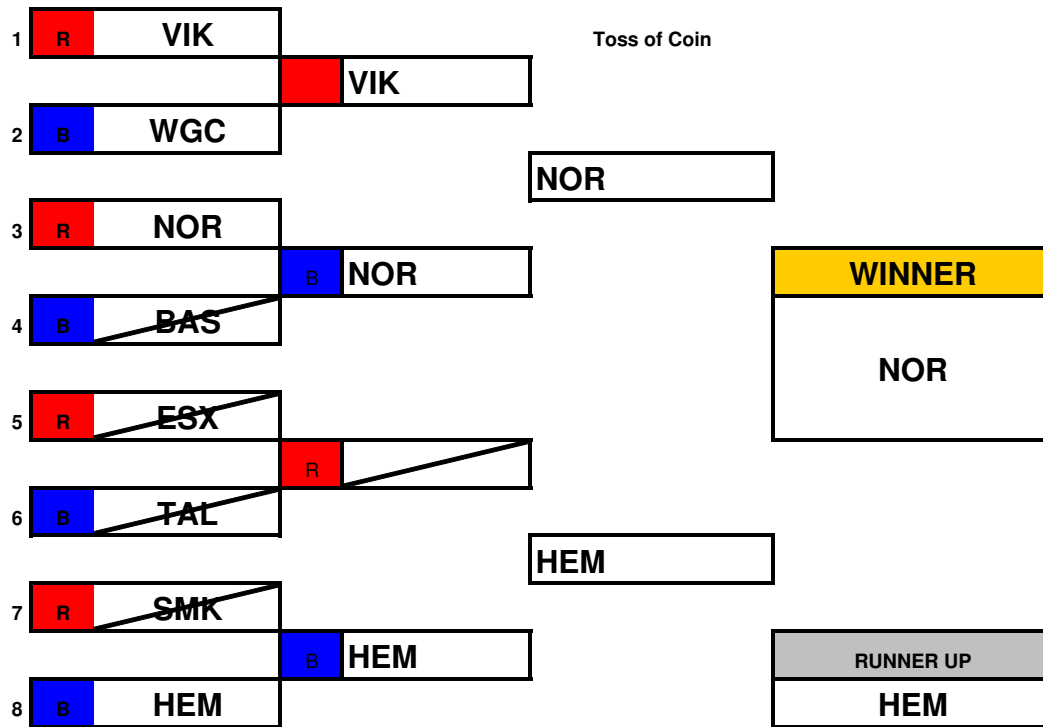 1 R VIK Toss of Coin
VIK
2 B WGC
NOR
3 R NOR
B NOR WINNER
4 B BAS
NOR
5 R ESX
R
6 B TAL
HEM
7 R SMK
B HEM RUNNER UP
8 B HEM HEM